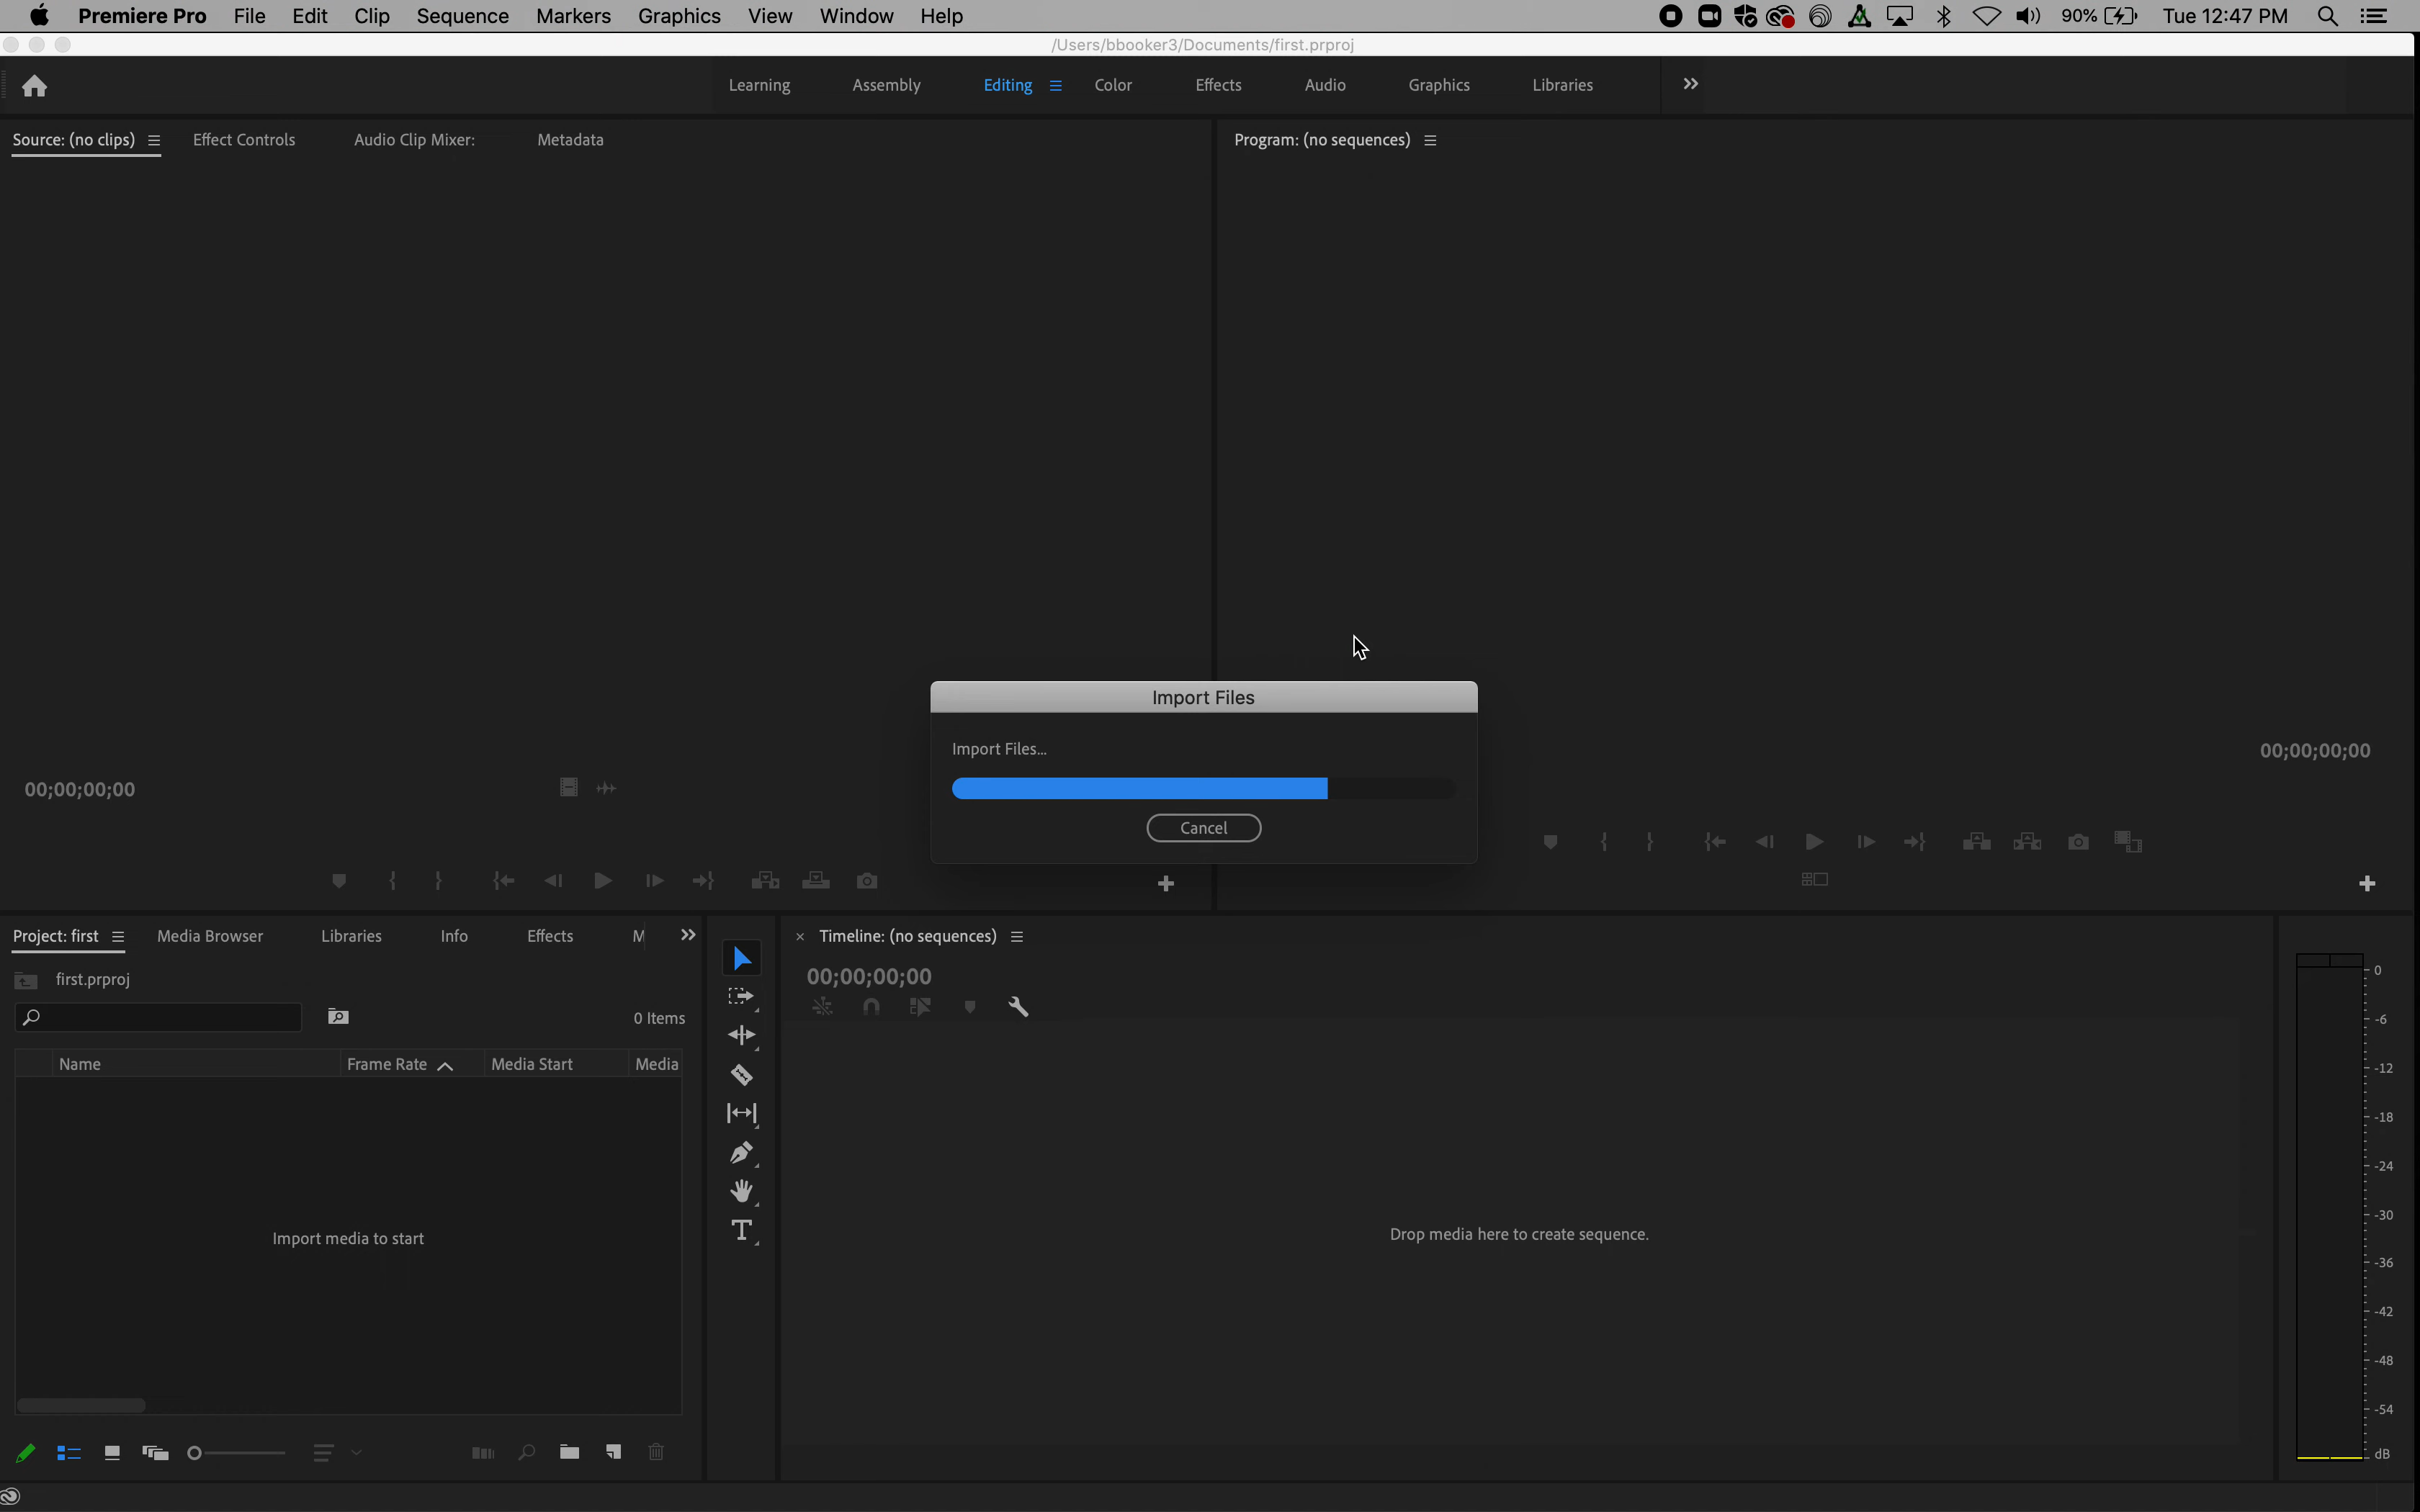 Premiere Pro File Edit Clip Sequence Markers Graphics View Window Help 90% Tue 12:47 PM
/Users/bbooker3/Documents/first.prproj
Learning Assembly Editing Color Effects Audio Graphics Libraries
Source: (no clips) Effect Controls Audio Clip Mixer: Metadata
Program: (no sequences)
Import Files
Import Files...
Cancel
00;00;00;00
00;00;00;00
Project: first Media Browser Libraries Info Effects M
Timeline: (no sequences)
first.prproj
00;00;00;00
0 Items
Name Frame Rate Media Start Media
Import media to start
Drop media here to create sequence.
0
-6
-12
-18
-24
-30
-36
-42
-48
-54
dB